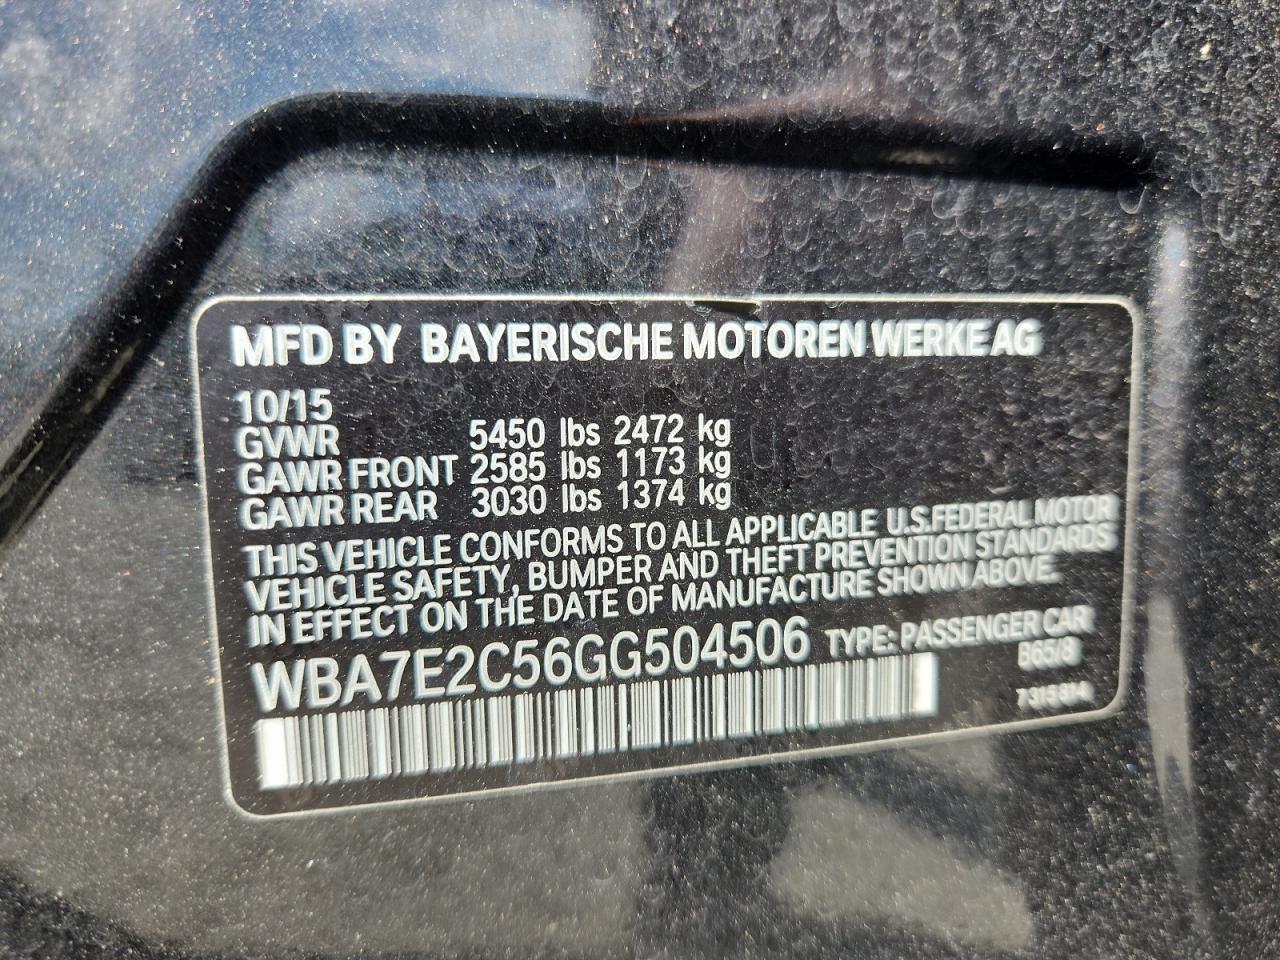 MFD BY BAYERISCHE MOTOREN WERKE AG
10/15
GVWR 5450 lbs 2472 kg
GAWR FRONT 2585 lbs 1173 kg
GAWR REAR 3030 lbs 1374 kg
THIS VEHICLE CONFORMS TO ALL APPLICABLE U.S.FEDERAL MOTOR
VEHICLE SAFETY, BUMPER AND THEFT PREVENTION STANDARDS
IN EFFECT ON THE DATE OF MANUFACTURE SHOWN ABOVE.
WBA7E2C56GG504506 TYPE: PASSENGER CAR
B65/8
7315814